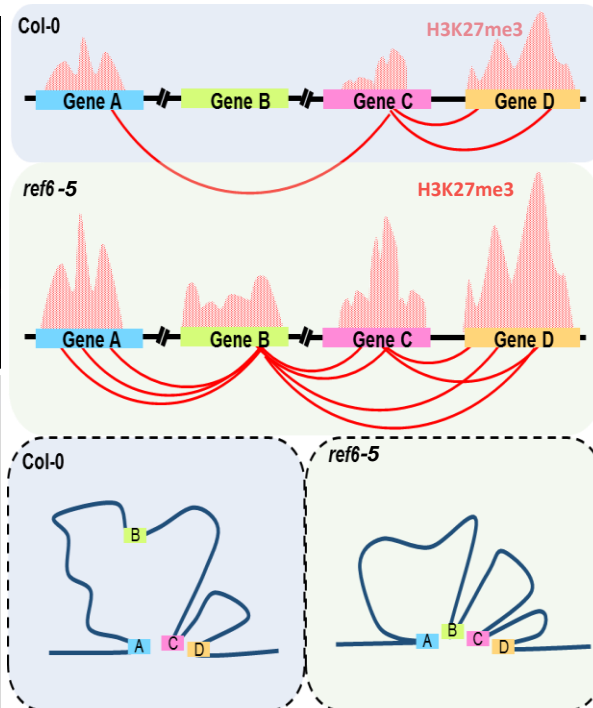 Col-0
H3K27me3
Gene A Gene B Gene C Gene D
ref6-5
H3K27me3
Gene A Gene B Gene C Gene D
Col-0
ref6-5
B
A C D
B
A C D